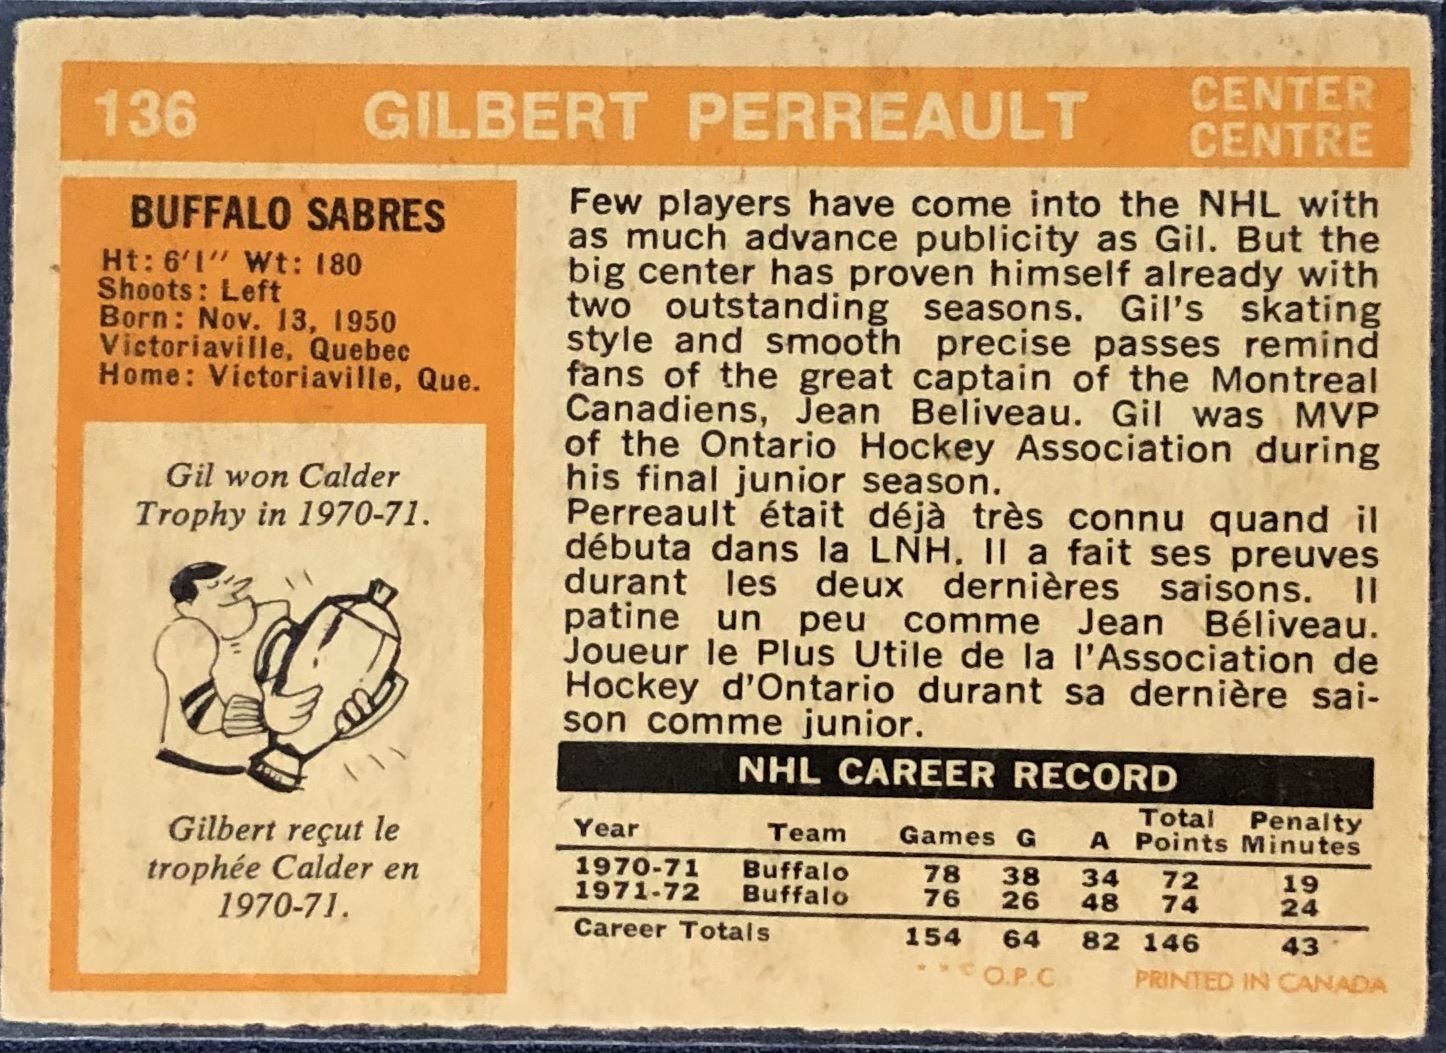 136 GILBERT PERREAULT CENTER
CENTRE
BUFFALO SABRES
Ht: 6'1" Wt: 180
Shoots: Left
Born: Nov. 13, 1950
Victoriaville, Quebec
Home: Victoriaville, Que.
Gil won Calder
Trophy in 1970-71.
Gilbert reçut le
trophée Calder en
1970-71.
Few players have come into the NHL with
as much advance publicity as Gil. But the
big center has proven himself already with
two outstanding seasons. Gil's skating
style and smooth precise passes remind
fans of the great captain of the Montreal
Canadiens, Jean Beliveau. Gil was MVP
of the Ontario Hockey Association during
his final junior season.
Perreault était déjà très connu quand il
débuta dans la LNH. Il a fait ses preuves
durant les deux dernières saisons. Il
patine un peu comme Jean Béliveau.
Joueur le Plus Utile de la l'Association de
Hockey d'Ontario durant sa dernière sai-
son comme junior.
NHL CAREER RECORD
Year Team Games G A Total Points Penalty Minutes
1970-71 Buffalo 78 38 34 72 19
1971-72 Buffalo 76 26 48 74 24
Career Totals 154 64 82 146 43
* * © O.P.C. PRINTED IN CANADA